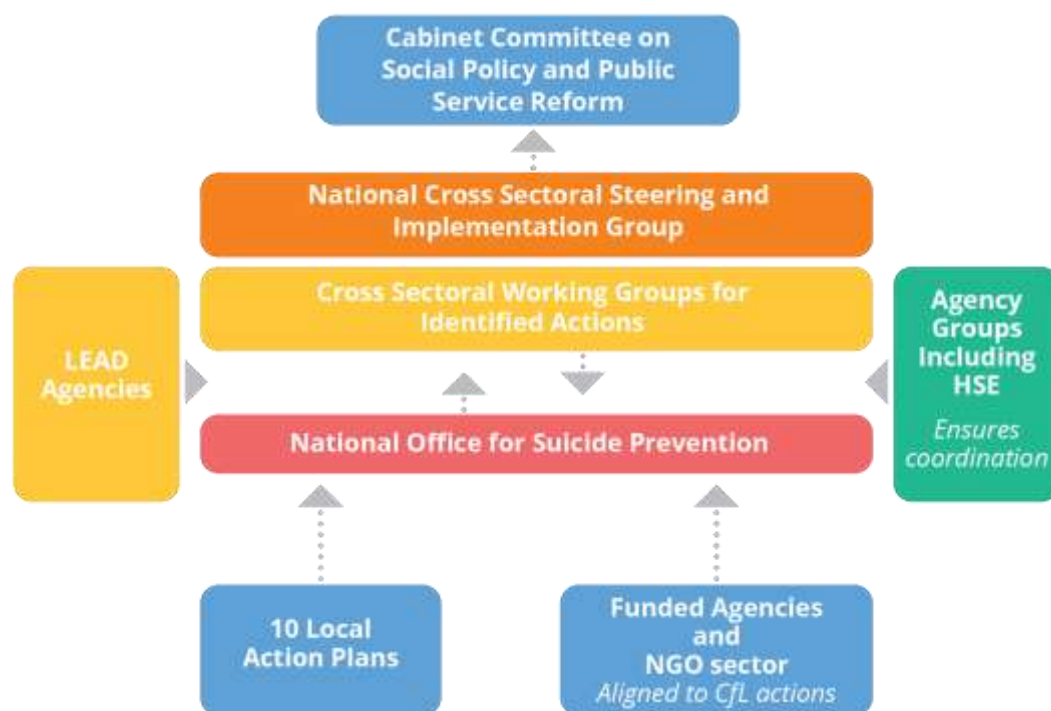 Cabinet Committee on
Social Policy and Public
Service Reform
National Cross Sectoral Steering and
Implementation Group
Cross Sectoral Working Groups for
Identified Actions
LEAD
Agencies
Agency
Groups
Including
HSE
Ensures
coordination
National Office for Suicide Prevention
10 Local
Action Plans
Funded Agencies
and
NGO sector
Aligned to CfL actions